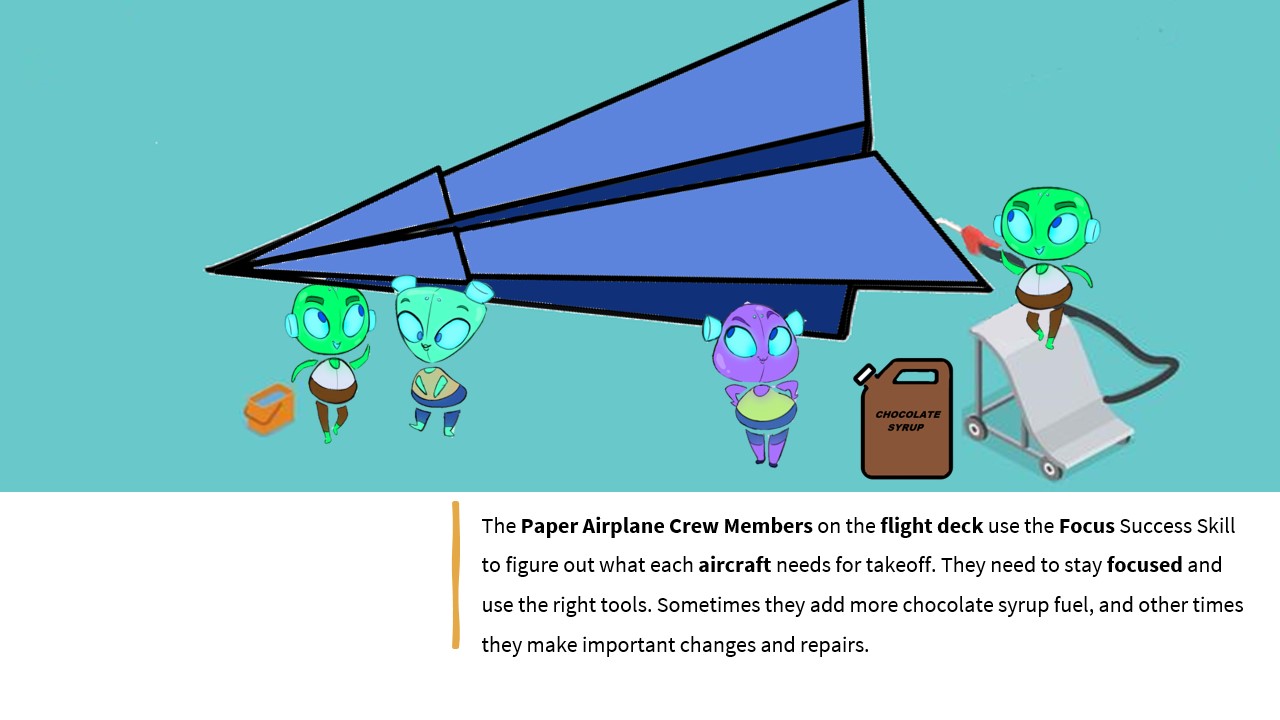 CHOCOLATE
SYRUP
The Paper Airplane Crew Members on the flight deck use the Focus Success Skill
to figure out what each aircraft needs for takeoff. They need to stay focused and
use the right tools. Sometimes they add more chocolate syrup fuel, and other times
they make important changes and repairs.